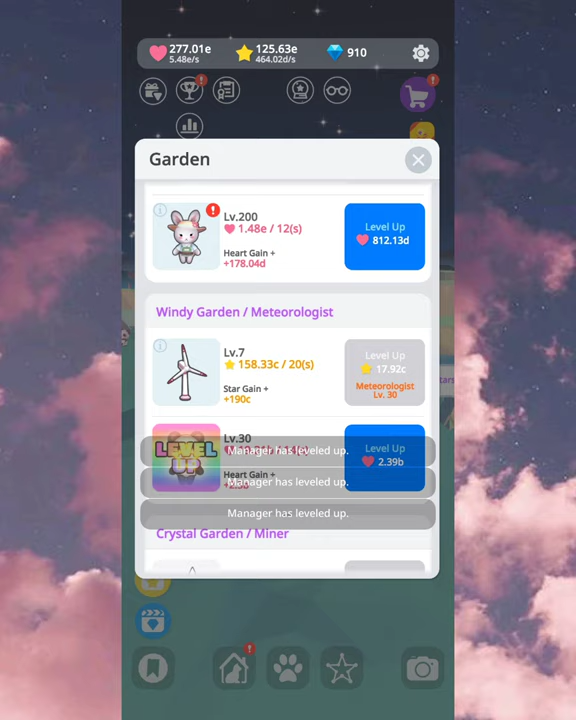 277.01e
5.48e/s
125.63e
464.02d/s
910
Garden
Lv.200
1.48e / 12(s)
Heart Gain +
+178.04d
Level Up
812.13d
Windy Garden / Meteorologist
Lv.7
158.33c / 20(s)
Star Gain +
+190c
Level Up
17.92c
Meteorologist
Lv. 30
LEVEL
UP
Lv.30
Heart Gain +
Level Up
2.39b
Manager has leveled up.
Manager has leveled up.
Manager has leveled up.
Crystal Garden / Miner